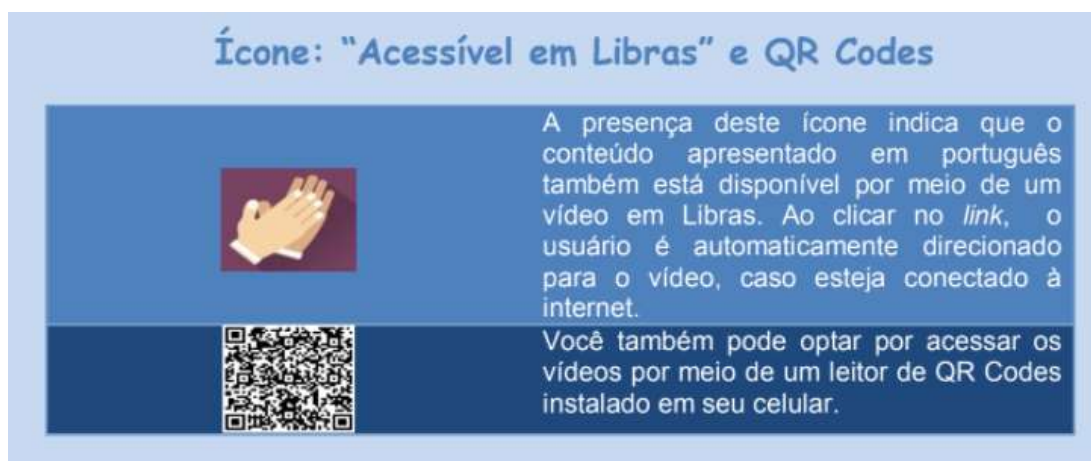 Ícone: “Acessível em Libras” e QR Codes
A presença deste ícone indica que o
conteúdo apresentado em português
também está disponível por meio de um
vídeo em Libras. Ao clicar no link, o
usuário é automaticamente direcionado
para o vídeo, caso esteja conectado à
internet.
Você também pode optar por acessar os
vídeos por meio de um leitor de QR Codes
instalado em seu celular.